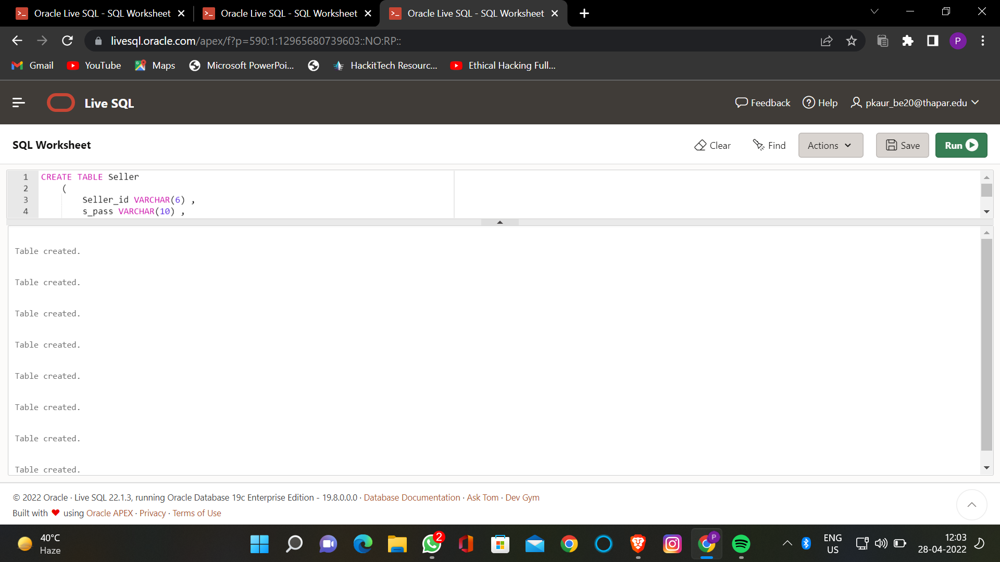 Oracle Live SQL - SQL Worksheet
Oracle Live SQL - SQL Worksheet
Oracle Live SQL - SQL Worksheet
livesql.oracle.com/apex/f?p=590:1:12965680739603::NO:RP::
P
Gmail
YouTube
Maps
Microsoft PowerPoi...
HackitTech Resourc...
Ethical Hacking Full...
Live SQL
Feedback
Help
pkaur_be20@thapar.edu
SQL Worksheet
Clear
Find
Actions
Save
Run
1 CREATE TABLE Seller
2 (
3 Seller_id VARCHAR(6) ,
4 s_pass VARCHAR(10) ,
Table created.
Table created.
Table created.
Table created.
Table created.
Table created.
Table created.
Table created.
© 2022 Oracle · Live SQL 22.1.3, running Oracle Database 19c Enterprise Edition - 19.8.0.0.0 · Database Documentation · Ask Tom · Dev Gym
Built with ❤ using Oracle APEX · Privacy · Terms of Use
40°C
Haze
2
P
ENG
US
12:03
28-04-2022